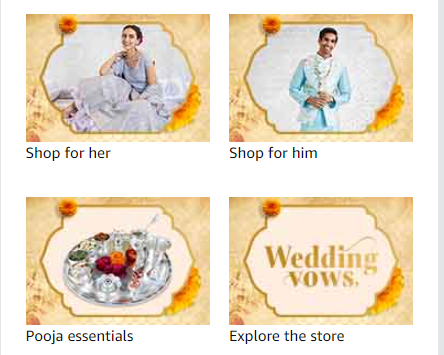 Shop for her
Shop for him
Wedding
vows.
Pooja essentials
Explore the store